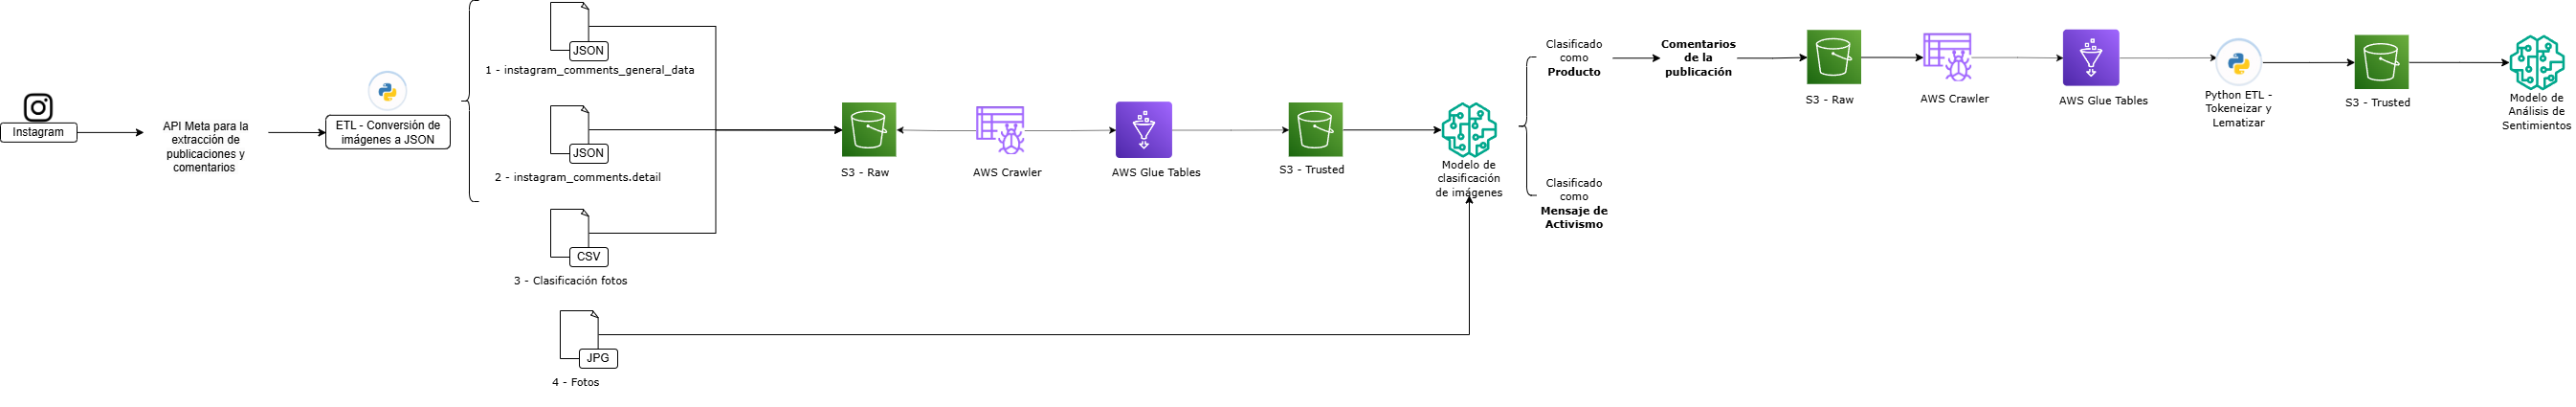 Instagram
API Meta para la
extracción de
publicaciones y
comentarios
ETL - Conversión de
imágenes a JSON
JSON
1 - instagram_comments_general_data
JSON
2 - instagram_comments.detail
CSV
3 - Clasificación fotos
JPG
4 - Fotos
S3 - Raw
AWS Crawler
AWS Glue Tables
S3 - Trusted
Modelo de
clasificación
de imágenes
Clasificado
como
Producto
Clasificado
como
Mensaje de
Activismo
Comentarios
de la
publicación
S3 - Raw
AWS Crawler
AWS Glue Tables
Python ETL -
Tokeneizar y
Lematizar
S3 - Trusted
Modelo de
Análisis de
Sentimientos